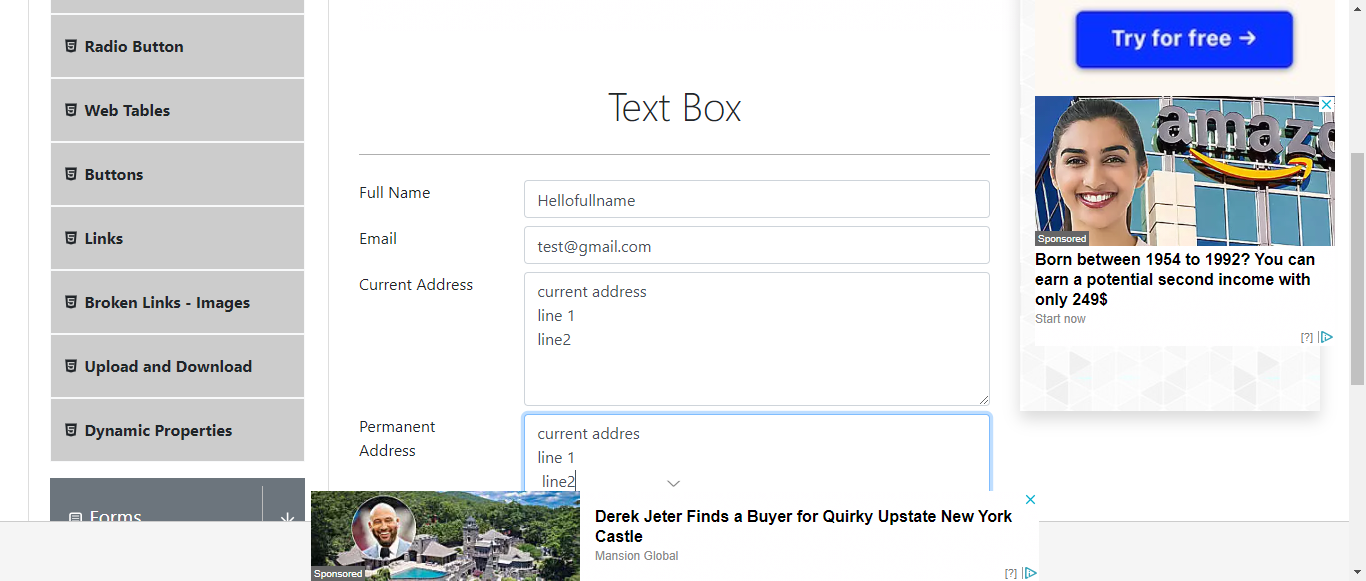 Radio Button
Web Tables
Buttons
Links
Broken Links - Images
Upload and Download
Dynamic Properties
Forms
Text Box
Full Name
Hellofullname
Email
test@gmail.com
Current Address
current address
line 1
line2
Permanent
Address
current addres
line 1
line2
Try for free →
amazo
Sponsored
Born between 1954 to 1992? You can
earn a potential second income with
only 249$
Start now
[?]
Sponsored
Derek Jeter Finds a Buyer for Quirky Upstate New York
Castle
Mansion Global
[?]